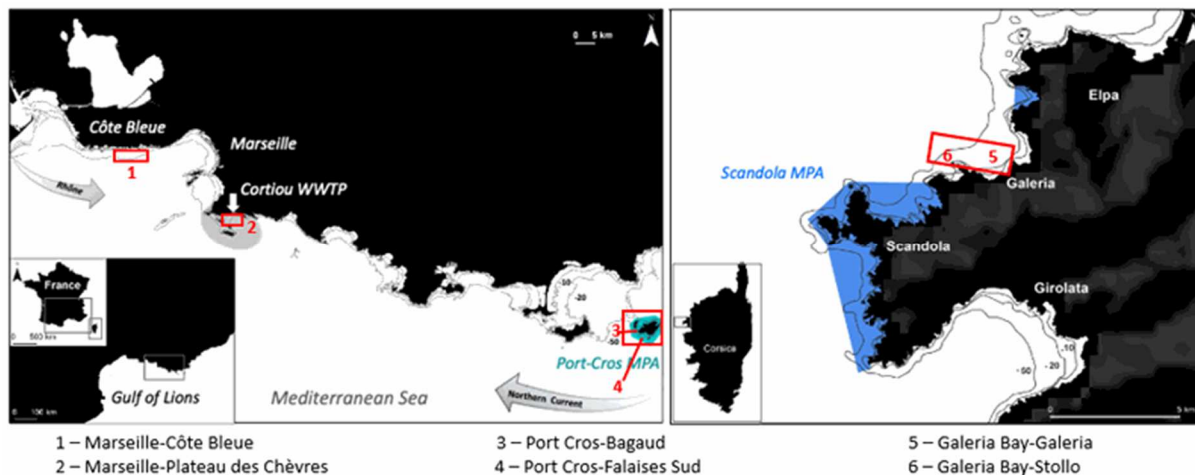 0 5 km
Côte Bleue
Marseille
1
Rhône
Cortiou WWTP
2
France
0 500 km
Gulf of Lions
0 100 km
Mediterranean Sea
-10
-20
-50
3
Port-Cros MPA
4
Northern Current
Elpa
6 5
Scandola MPA
Galeria
Scandola
Girolata
Corsica
-10
-20
-50
0 5 km
1 – Marseille-Côte Bleue
2 – Marseille-Plateau des Chèvres
3 – Port Cros-Bagaud
4 – Port Cros-Falaises Sud
5 – Galeria Bay-Galeria
6 – Galeria Bay-Stollo